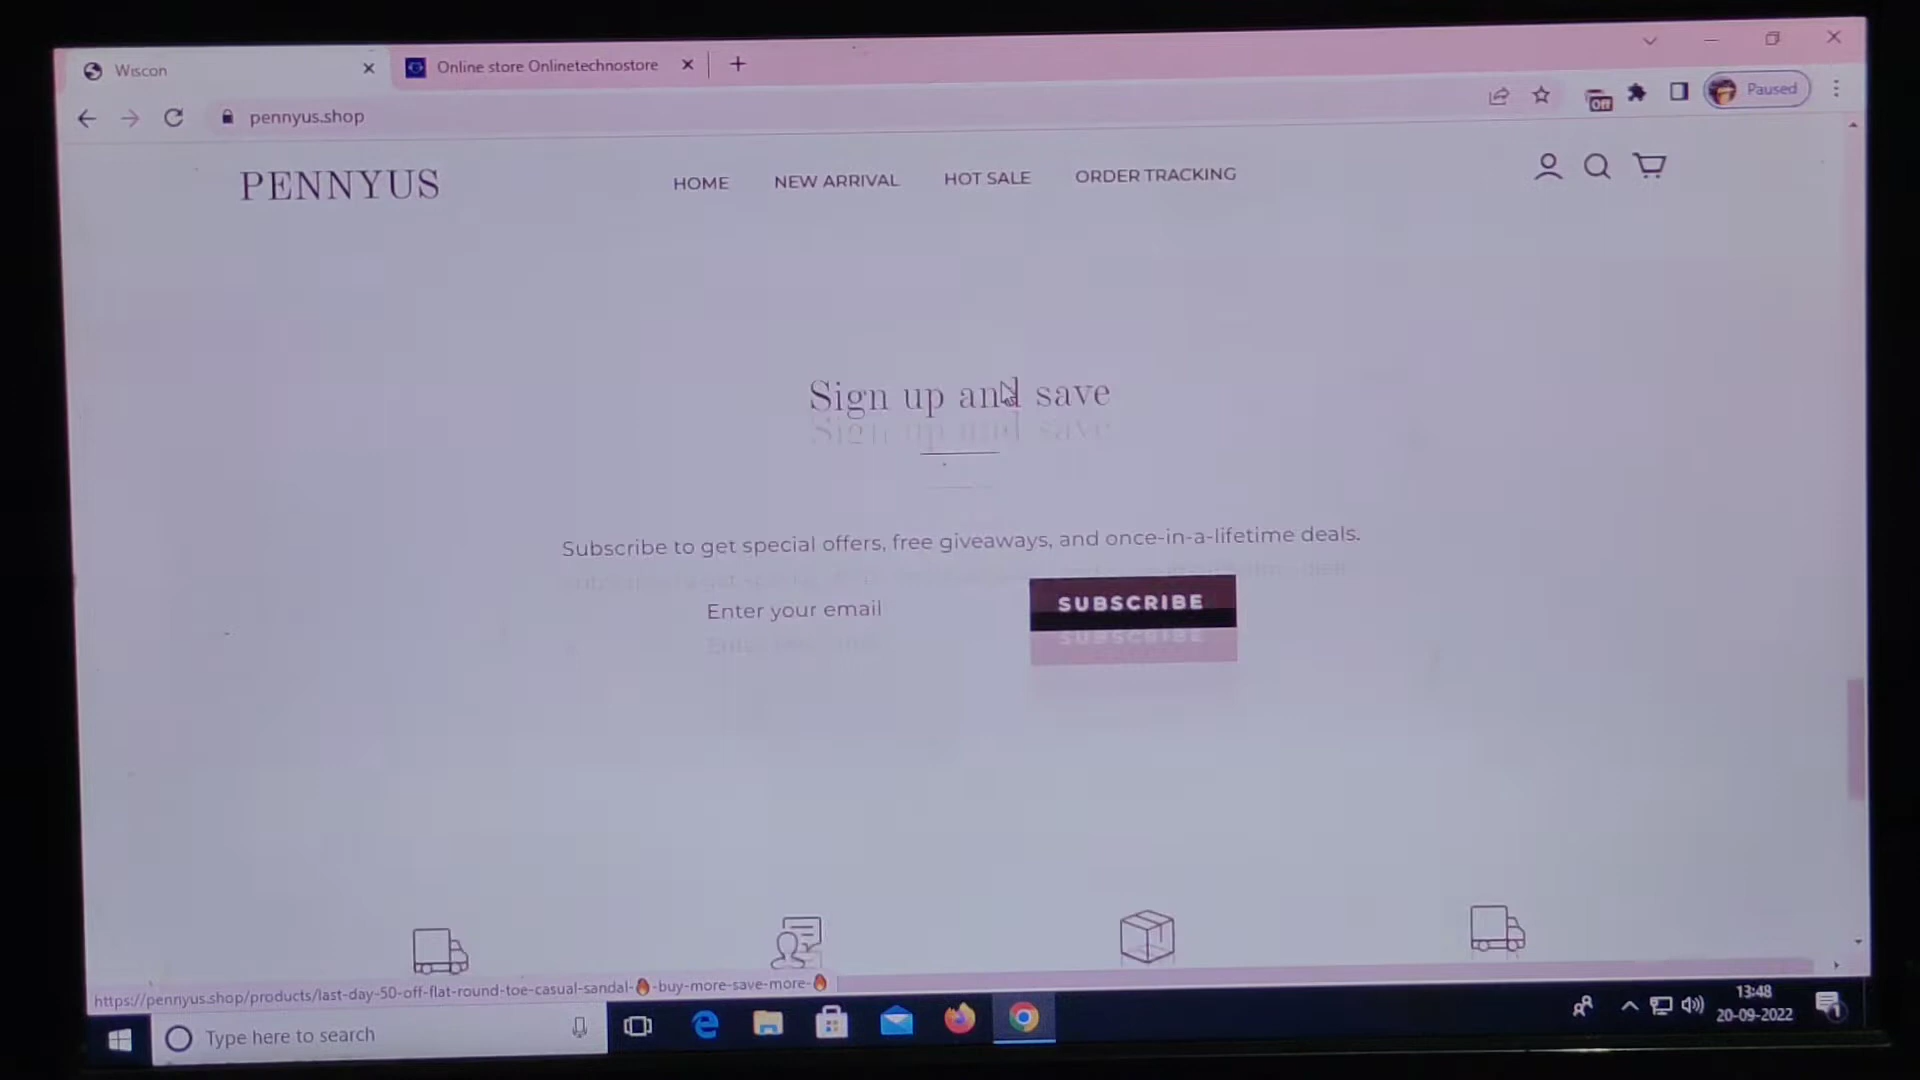 Wiscon
Online store Onlinetechnostore
pennyus.shop
Off
Paused
PENNYUS
HOME
NEW ARRIVAL
HOT SALE
ORDER TRACKING
Sign up and save
Subscribe to get special offers, free giveaways, and once-in-a-lifetime deals.
Enter your email
SUBSCRIBE
https://pennyus.shop/products/last-day-50-off-flat-round-toe-casual-sandal-🔥-buy-more-save-more-🔥
Type here to search
13:48
20-09-2022
1